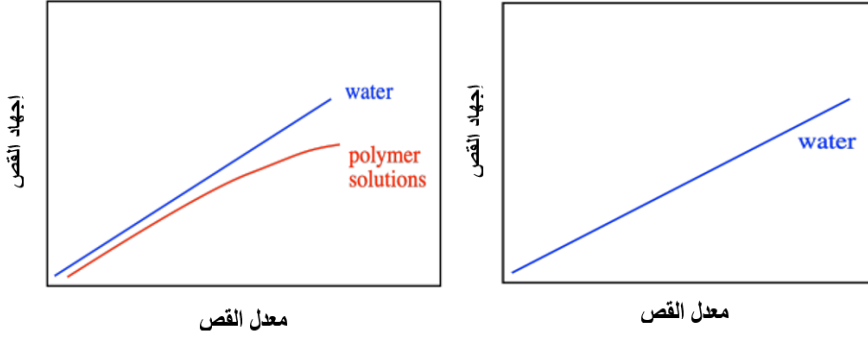 إجهاد القص
water
polymer
solutions
معدل القص
إجهاد القص
water
معدل القص